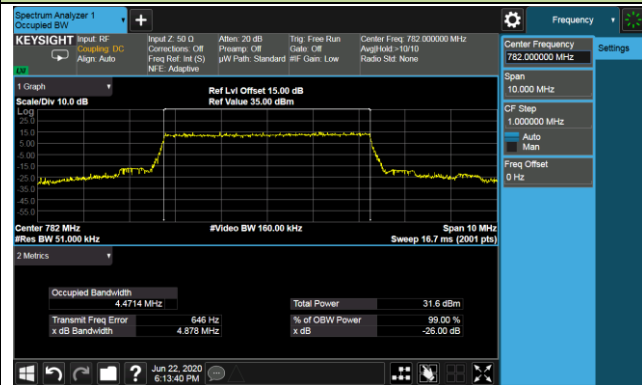 Spectrum Analyzer 1
Occupied BW
Frequency
KEYSIGHT
Input: RF
Coupling: DC
Align: Auto
Input Z: 50 Ω
Corrections: Off
Freq Ref: Int (S)
NFE: Adaptive
Atten: 20 dB
Preamp: Off
µW Path: Standard
Trig: Free Run
Gate: Off
#IF Gain: Low
Center Freq: 782.000000 MHz
Avg|Hold:>10/10
Radio Std: None
Center Frequency
782.000000 MHz
Settings
Span
10.000 MHz
CF Step
1.000000 MHz
Auto
Man
Freq Offset
0 Hz
1 Graph
Scale/Div 10.0 dB
Ref Lvl Offset 15.00 dB
Ref Value 35.00 dBm
Log
25.0
15.0
5.00
-5.00
-15.0
-25.0
-35.0
-45.0
-55.0
Center 782 MHz
#Res BW 51.000 kHz
#Video BW 160.00 kHz
Span 10 MHz
Sweep 16.7 ms (2001 pts)
2 Metrics
Occupied Bandwidth
4.4714 MHz
Total Power 31.6 dBm
Transmit Freq Error 646 Hz
% of OBW Power 99.00 %
x dB Bandwidth 4.878 MHz
x dB -26.00 dB
?
Jun 22, 2020
6:13:40 PM